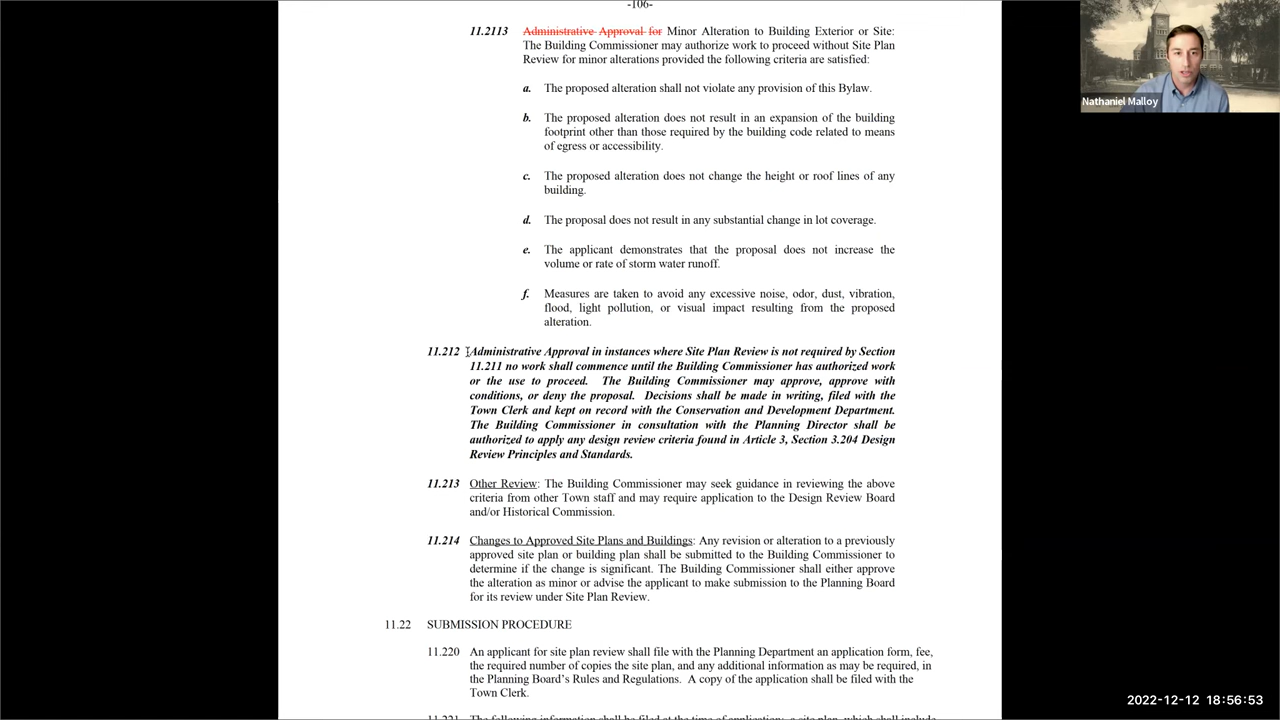 -106-
11.2113 Administrative Approval for Minor Alteration to Building Exterior or Site:
The Building Commissioner may authorize work to proceed without Site Plan
Review for minor alterations provided the following criteria are satisfied:
a. The proposed alteration shall not violate any provision of this Bylaw.
b. The proposed alteration does not result in an expansion of the building
footprint other than those required by the building code related to means
of egress or accessibility.
c. The proposed alteration does not change the height or roof lines of any
building.
d. The proposal does not result in any substantial change in lot coverage.
e. The applicant demonstrates that the proposal does not increase the
volume or rate of storm water runoff.
f. Measures are taken to avoid any excessive noise, odor, dust, vibration,
flood, light pollution, or visual impact resulting from the proposed
alteration.
11.212 Administrative Approval in instances where Site Plan Review is not required by Section
11.211 no work shall commence until the Building Commissioner has authorized work
or the use to proceed. The Building Commissioner may approve, approve with
conditions, or deny the proposal. Decisions shall be made in writing, filed with the
Town Clerk and kept on record with the Conservation and Development Department.
The Building Commissioner in consultation with the Planning Director shall be
authorized to apply any design review criteria found in Article 3, Section 3.204 Design
Review Principles and Standards.
11.213 Other Review: The Building Commissioner may seek guidance in reviewing the above
criteria from other Town staff and may require application to the Design Review Board
and/or Historical Commission.
11.214 Changes to Approved Site Plans and Buildings: Any revision or alteration to a previously
approved site plan or building plan shall be submitted to the Building Commissioner to
determine if the change is significant. The Building Commissioner shall either approve
the alteration as minor or advise the applicant to make submission to the Planning Board
for its review under Site Plan Review.
11.22 SUBMISSION PROCEDURE
11.220 An applicant for site plan review shall file with the Planning Department an application form, fee,
the required number of copies the site plan, and any additional information as may be required, in
the Planning Board's Rules and Regulations. A copy of the application shall be filed with the
Town Clerk.
11.221 The following information shall be filed at the time of application: a site plan, which shall include
Nathaniel Malloy
2022-12-12 18:56:53